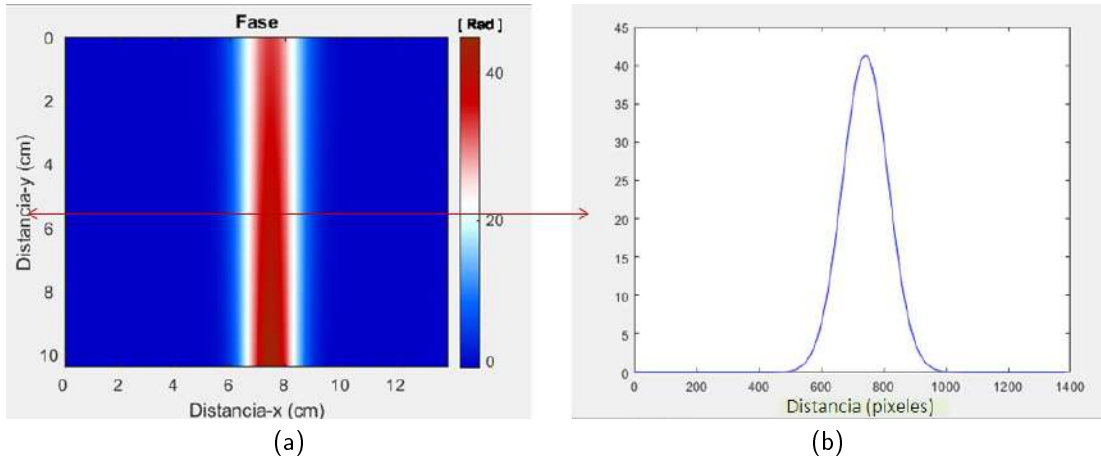 Fase
[ Rad ]
0
2
4
6
8
10
Distancia-y (cm)
0 2 4 6 8 10 12
Distancia-x (cm)
40
20
0
(a)
45
40
35
30
25
20
15
10
5
0
0 200 400 600 800 1000 1200 1400
Distancia (pixeles)
(b)